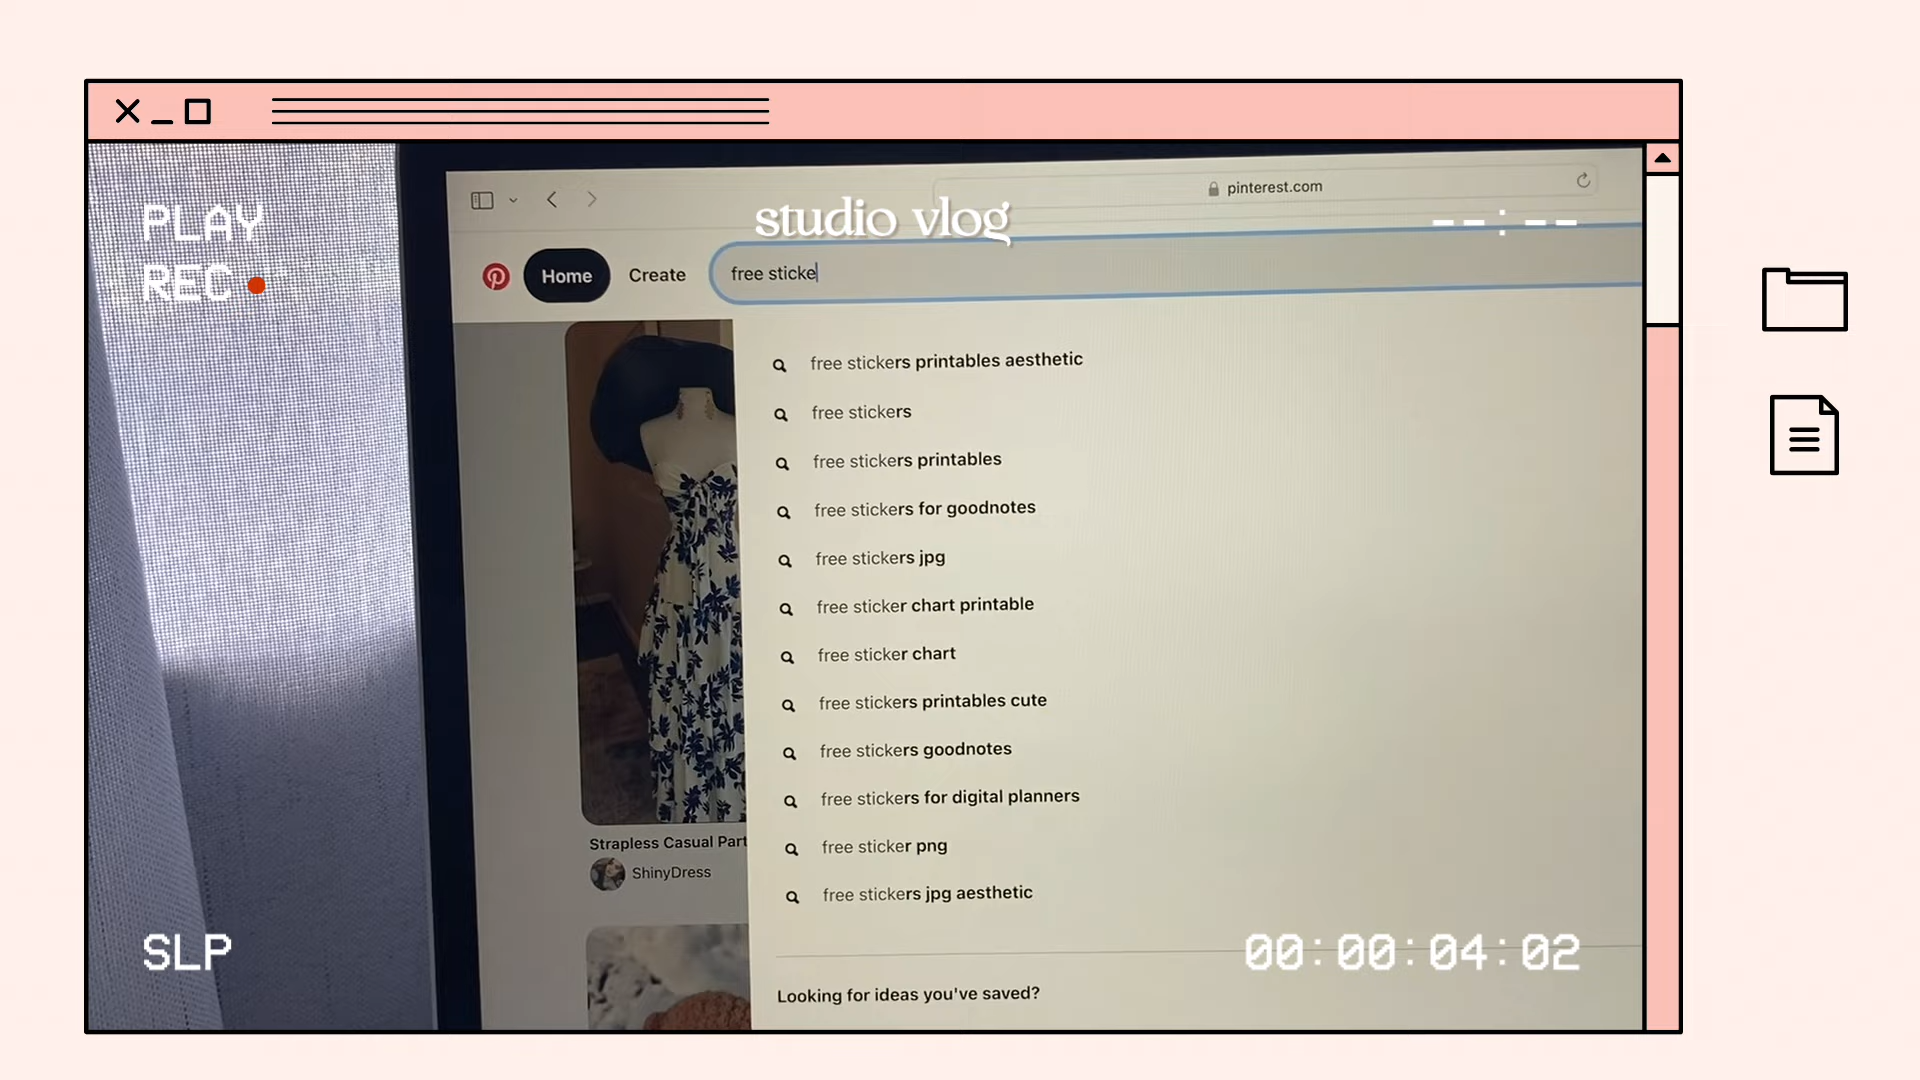 PLAY
REC
studio vlog
--:--
pinterest.com
Home
Create
free sticke
free stickers printables aesthetic
free stickers
free stickers printables
free stickers for goodnotes
free stickers jpg
free sticker chart printable
free sticker chart
free stickers printables cute
free stickers goodnotes
free stickers for digital planners
free sticker png
free stickers jpg aesthetic
Strapless Casual Part
ShinyDress
SLP
00:00:04:02
Looking for ideas you've saved?